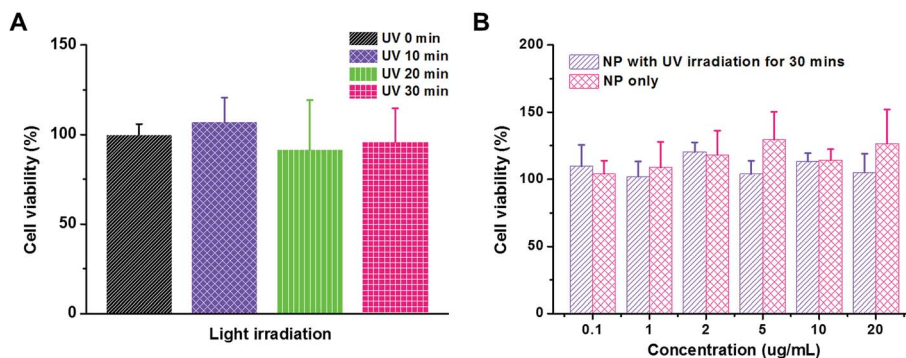 A
Cell viability (%)
150
100
50
0
UV 0 min
UV 10 min
UV 20 min
UV 30 min
Light irradiation
B
Cell viability (%)
200
150
100
50
0
NP with UV irradiation for 30 mins
NP only
0.1 1 2 5 10 20
Concentration (ug/mL)